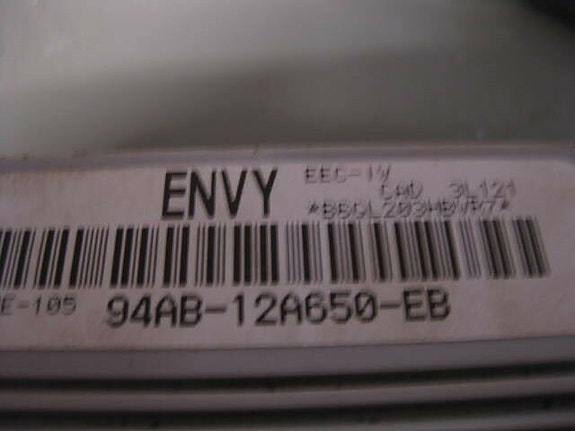 ENVY EEC-IV
CAD 3L121
E-105 94AB-12A650-EB